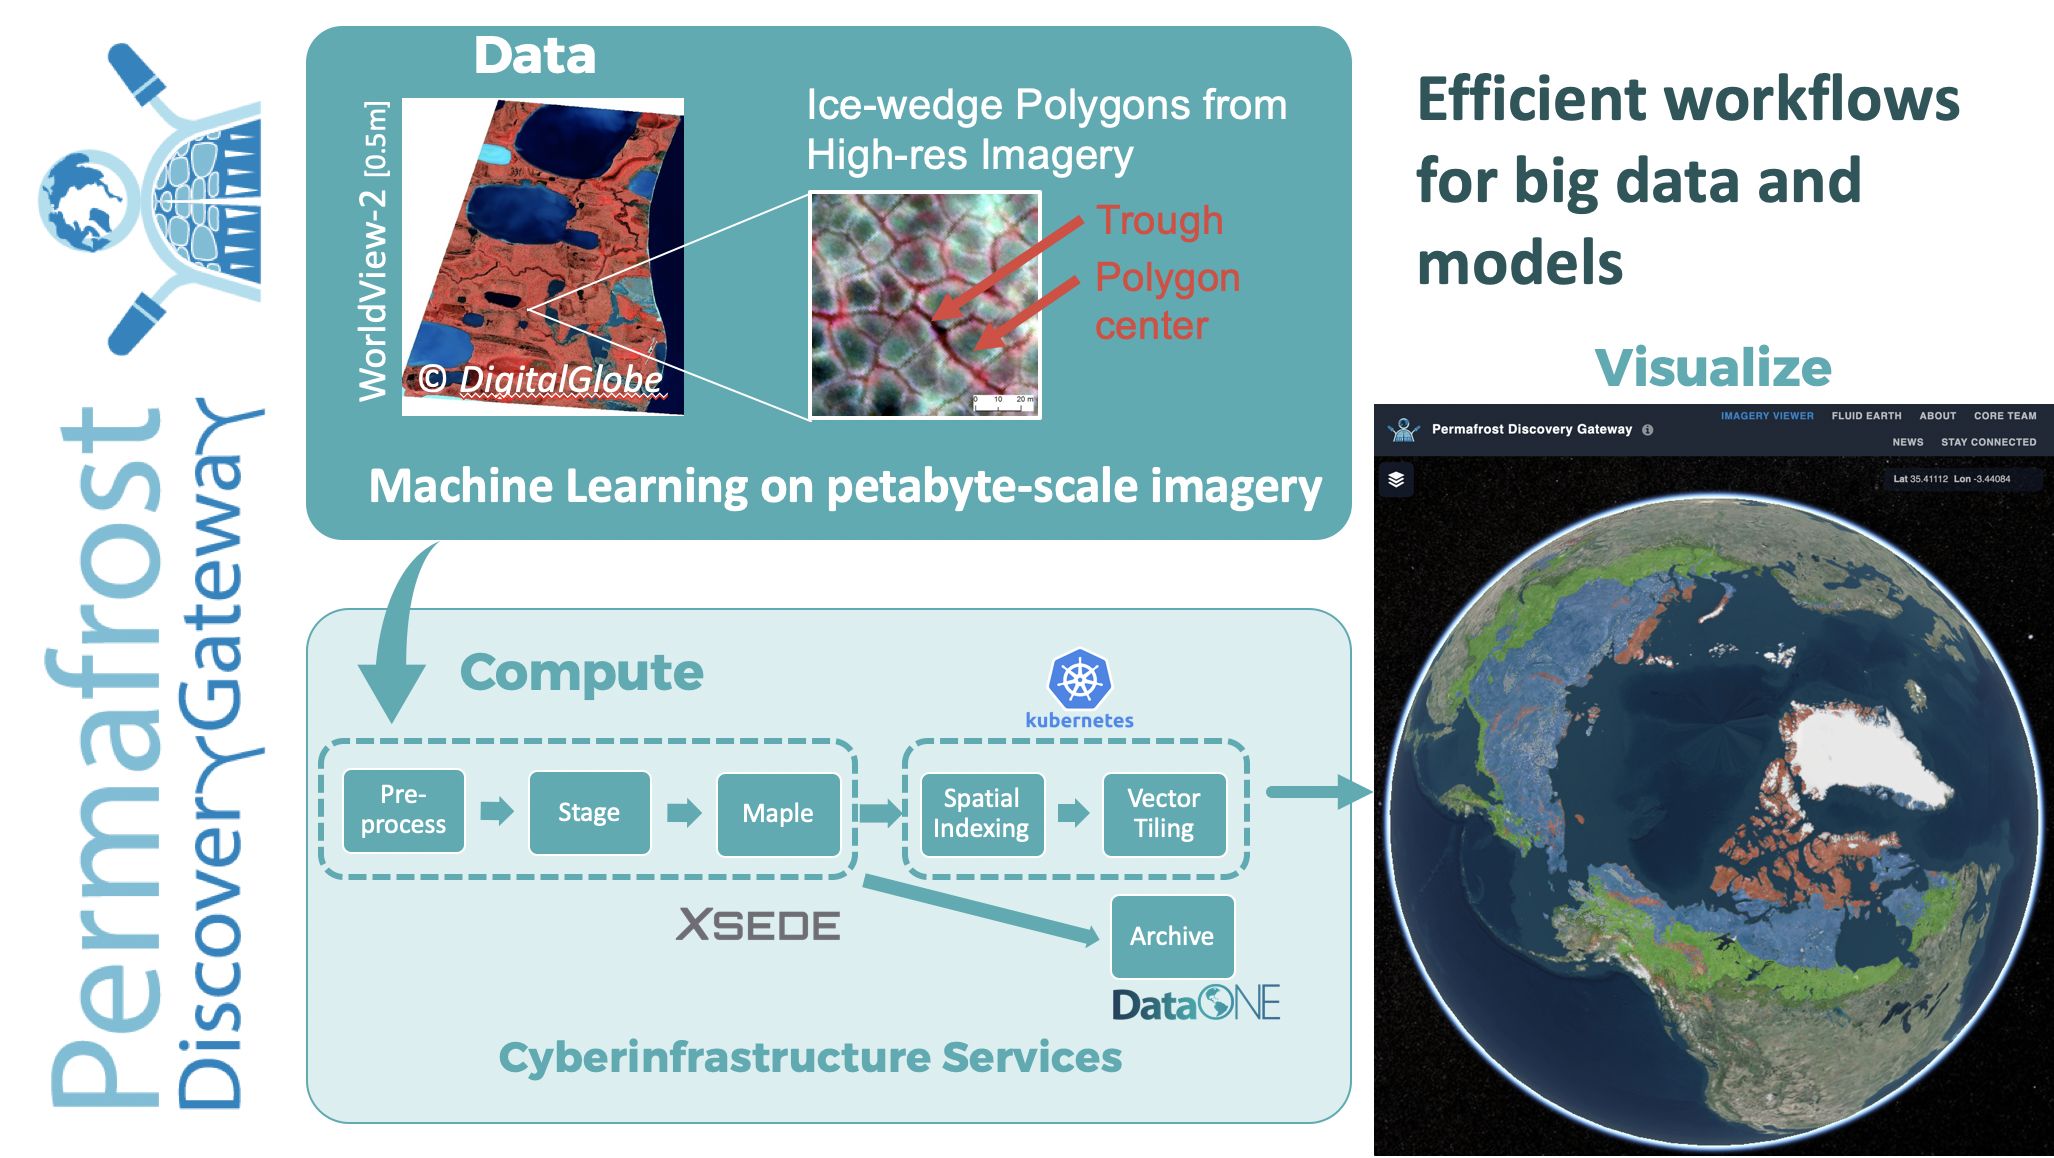 Permafrost
DiscoveryGateway
Data
WorldView-2 [0.5m]
© DigitalGlobe
Ice-wedge Polygons from
High-res Imagery
Trough
Polygon
center
0 10 20 m
Machine Learning on petabyte-scale imagery
Efficient workflows
for big data and
models
Compute
kubernetes
Pre-
process
Stage
Maple
Spatial
Indexing
Vector
Tiling
XSEDE
Archive
DataONE
Cyberinfrastructure Services
Visualize
Permafrost Discovery Gateway
IMAGERY VIEWER FLUID EARTH ABOUT CORE TEAM
NEWS STAY CONNECTED
Lat 35.41112 Lon -3.44084